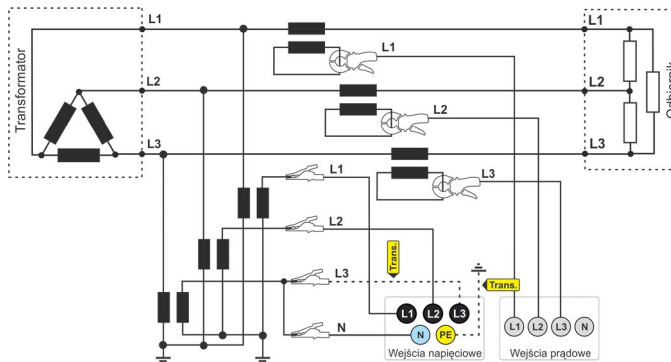 L1
L1
Transformator
L1
L2
L2
L2
Odbiornik
L3
L3
L1
L3
L2
L3
Trans.
Trans.
L1
L2
L3
N
N
PE
L1
L2
L3
N
Wejścia napięciowe
Wejścia prądowe